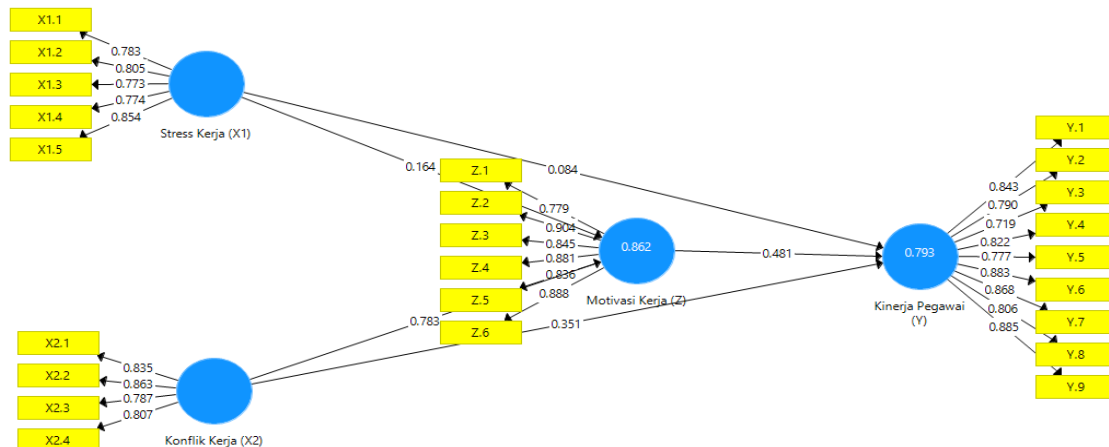 X1.1
X1.2
X1.3
X1.4
X1.5
0.783
0.805
0.773
0.774
0.854
Stress Kerja (X1)
0.164
0.084
Z.1
Z.2
Z.3
Z.4
Z.5
Z.6
0.779
0.904
0.845
0.881
0.836
0.888
0.862
Motivasi Kerja (Z)
0.481
0.783
0.351
X2.1
X2.2
X2.3
X2.4
0.835
0.863
0.787
0.807
Konflik Kerja (X2)
0.793
Kinerja Pegawai
(Y)
0.843
0.790
0.719
0.822
0.777
0.883
0.868
0.806
0.885
Y.1
Y.2
Y.3
Y.4
Y.5
Y.6
Y.7
Y.8
Y.9